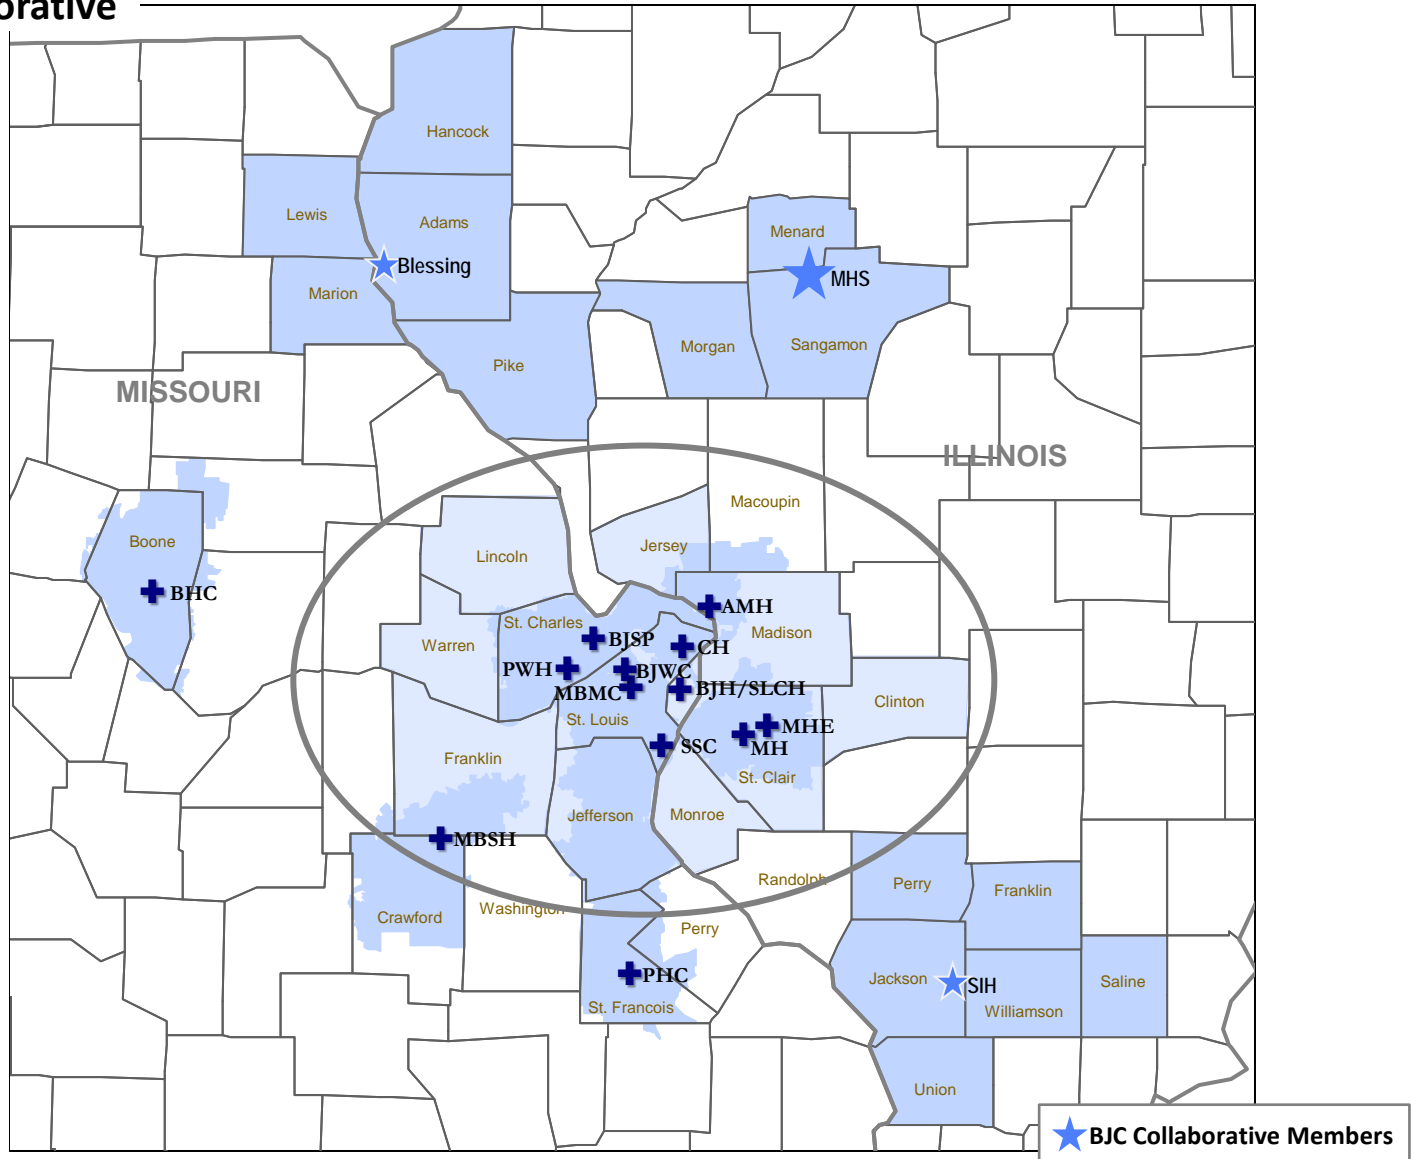 orative
Hancock
Lewis
Adams
Menard
Blessing
MHS
Marion
Sangamon
Morgan
Pike
MISSOURI
ILLINOIS
Macoupin
Boone
Jersey
Lincoln
BHC
AMH
St. Charles
Madison
BJSP
Warren
CH
PWH
BJWC
MBMC
BJH/SLCH
Clinton
St. Louis
MHE
SSC
MH
Franklin
St. Clair
Jefferson
Monroe
MBSH
Randolph
Perry
Franklin
Washington
Crawford
Perry
PHC
Jackson
SIH
Saline
St. Francois
Williamson
Union
BJC Collaborative Members